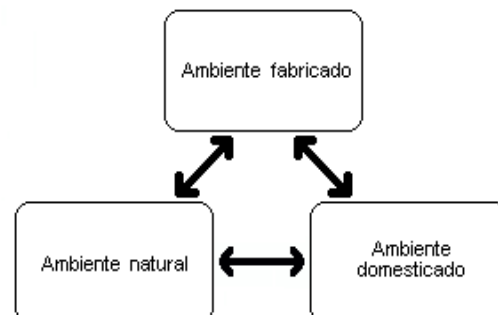 Ambiente fabricado
Ambiente natural
Ambiente
domesticado